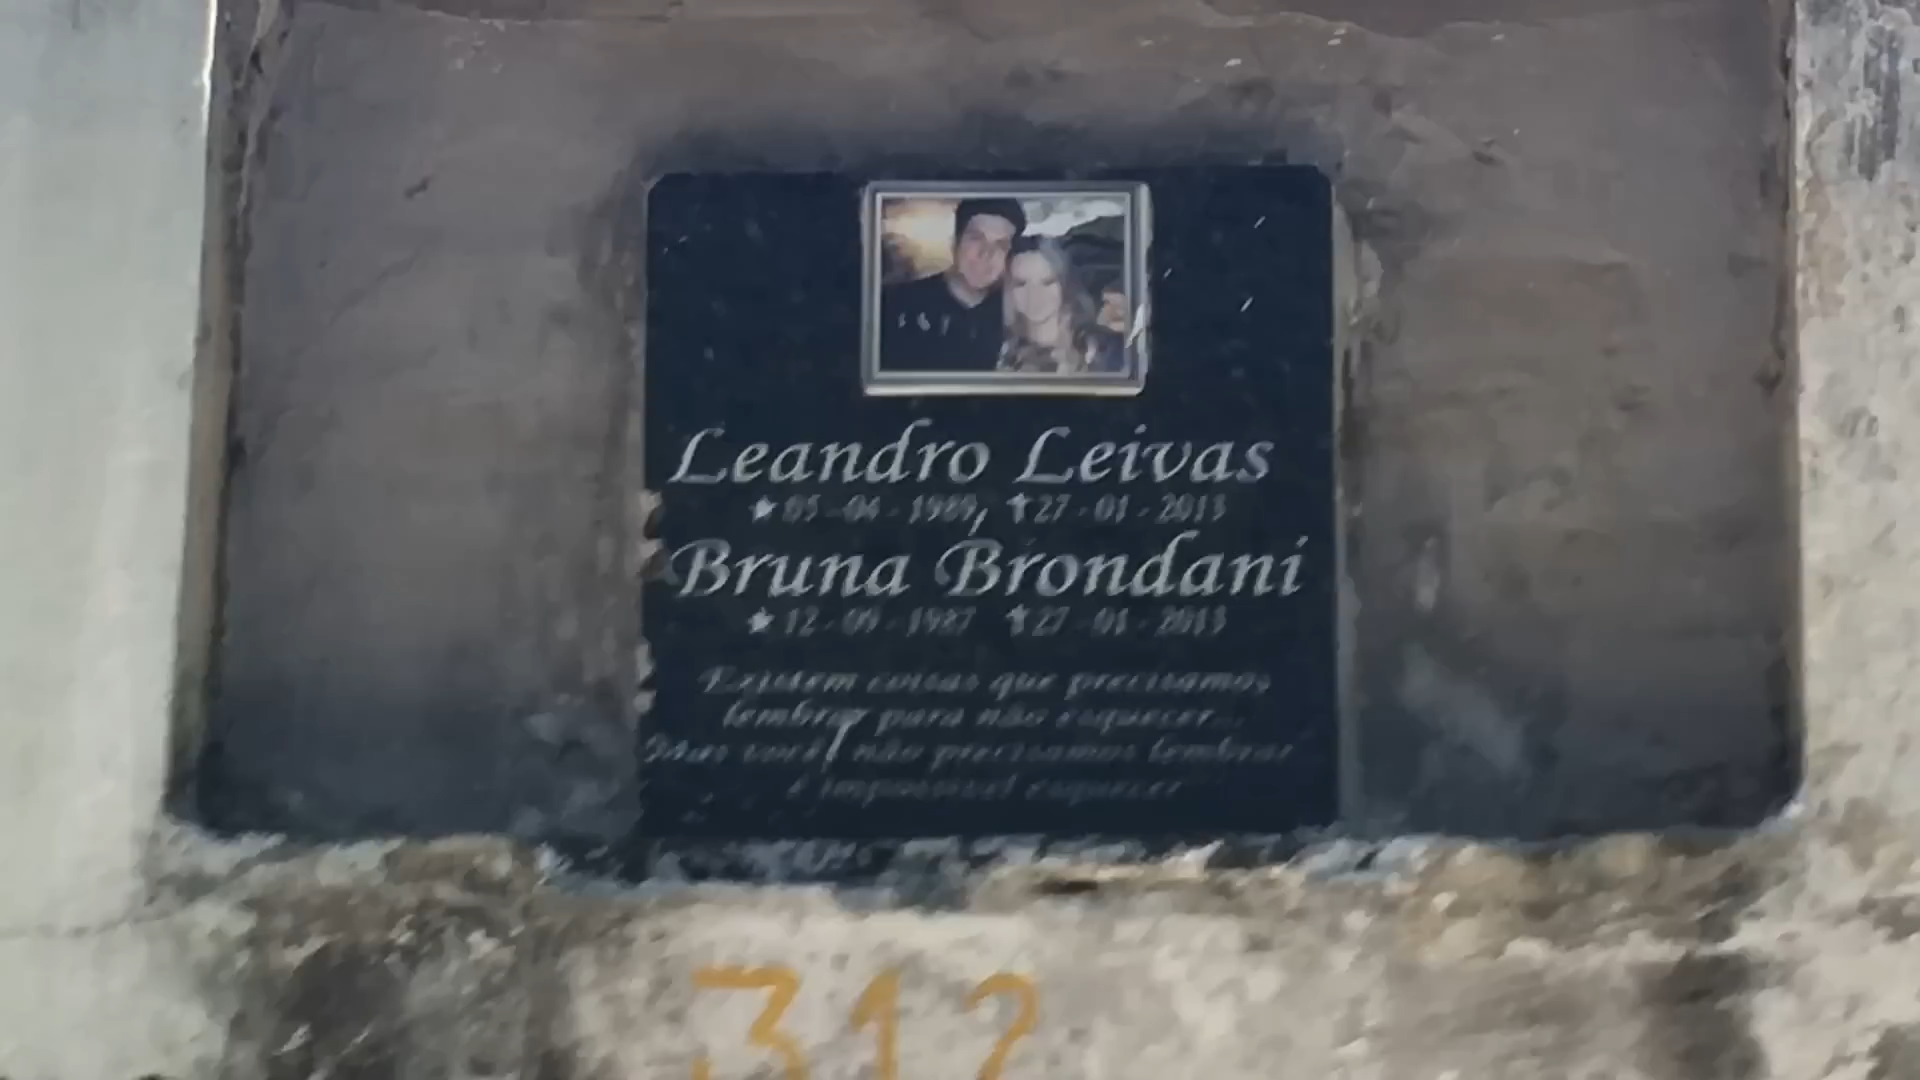 Leandro Leivas
★ 05 - 04 - 1989, ✝ 27 - 01 - 2013
Bruna Brondani
★ 12 - 09 - 1987 ✝ 27 - 01 - 2013
Existem coisas que precisamos
lembrar para não esquecer...
Mas você não precisamos lembrar
é impossível esquecer
312